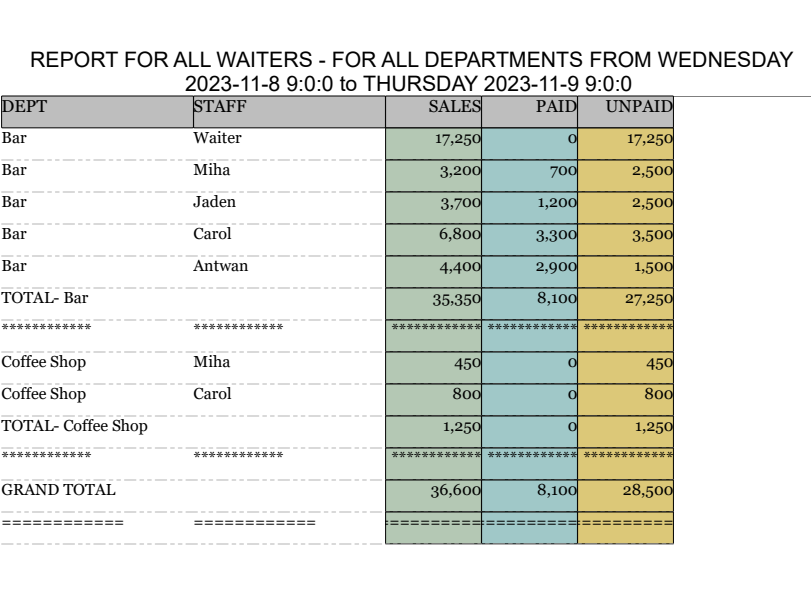 REPORT FOR ALL WAITERS - FOR ALL DEPARTMENTS FROM WEDNESDAY
2023-11-8 9:0:0 to THURSDAY 2023-11-9 9:0:0
DEPT STAFF SALES PAID UNPAID
Bar Waiter 17,250 0 17,250
Bar Miha 3,200 700 2,500
Bar Jaden 3,700 1,200 2,500
Bar Carol 6,800 3,300 3,500
Bar Antwan 4,400 2,900 1,500
TOTAL- Bar 35,350 8,100 27,250
************ ************ ************ ************ ************
Coffee Shop Miha 450 0 450
Coffee Shop Carol 800 0 800
TOTAL- Coffee Shop 1,250 0 1,250
************ ************ ************ ************ ************
GRAND TOTAL 36,600 8,100 28,500
============ ============ ============ ============ ============